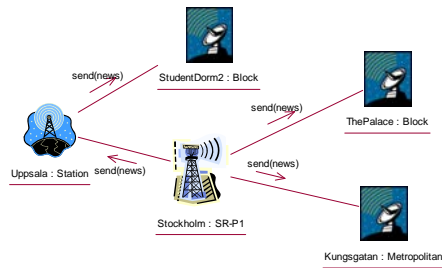 send(news)
StudentDorm2 : Block
send(news)
ThePalace : Block
Uppsala : Station
send(news)
send(news)
Stockholm : SR-P1
Kungsgatan : Metropolitan